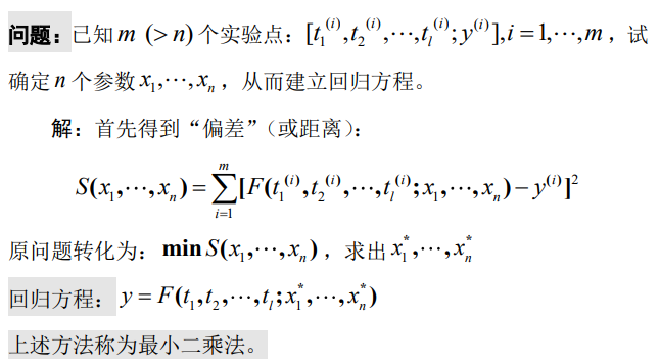 问题：已知 m (> n) 个实验点：[t₁⁽ⁱ⁾,t₂⁽ⁱ⁾,⋯,tₗ⁽ⁱ⁾;y⁽ⁱ⁾],i=1,⋯,m，试
确定 n 个参数 x₁,⋯,xₙ，从而建立回归方程。
解：首先得到“偏差”（或距离）：
S(x₁,⋯,xₙ)=∑ᵢ₌₁ᵐ[F(t₁⁽ⁱ⁾,t₂⁽ⁱ⁾,⋯,tₗ⁽ⁱ⁾;x₁,⋯,xₙ)−y⁽ⁱ⁾]²
原问题转化为：min S(x₁,⋯,xₙ)，求出 x₁*,⋯,xₙ*
回归方程：y=F(t₁,t₂,⋯,tₗ;x₁*,⋯,xₙ*)
上述方法称为最小二乘法。